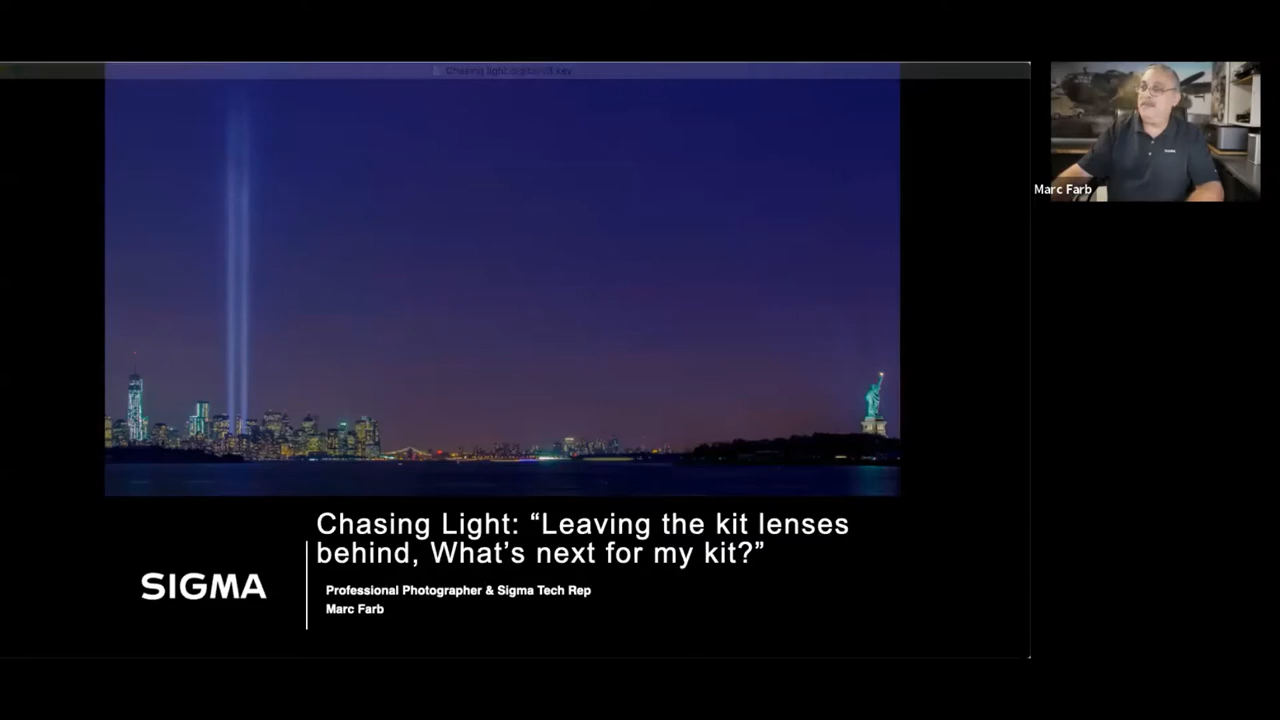 Marc Farb
Chasing Light: “Leaving the kit lenses
behind, What’s next for my kit?”
SIGMA
Professional Photographer & Sigma Tech Rep
Marc Farb